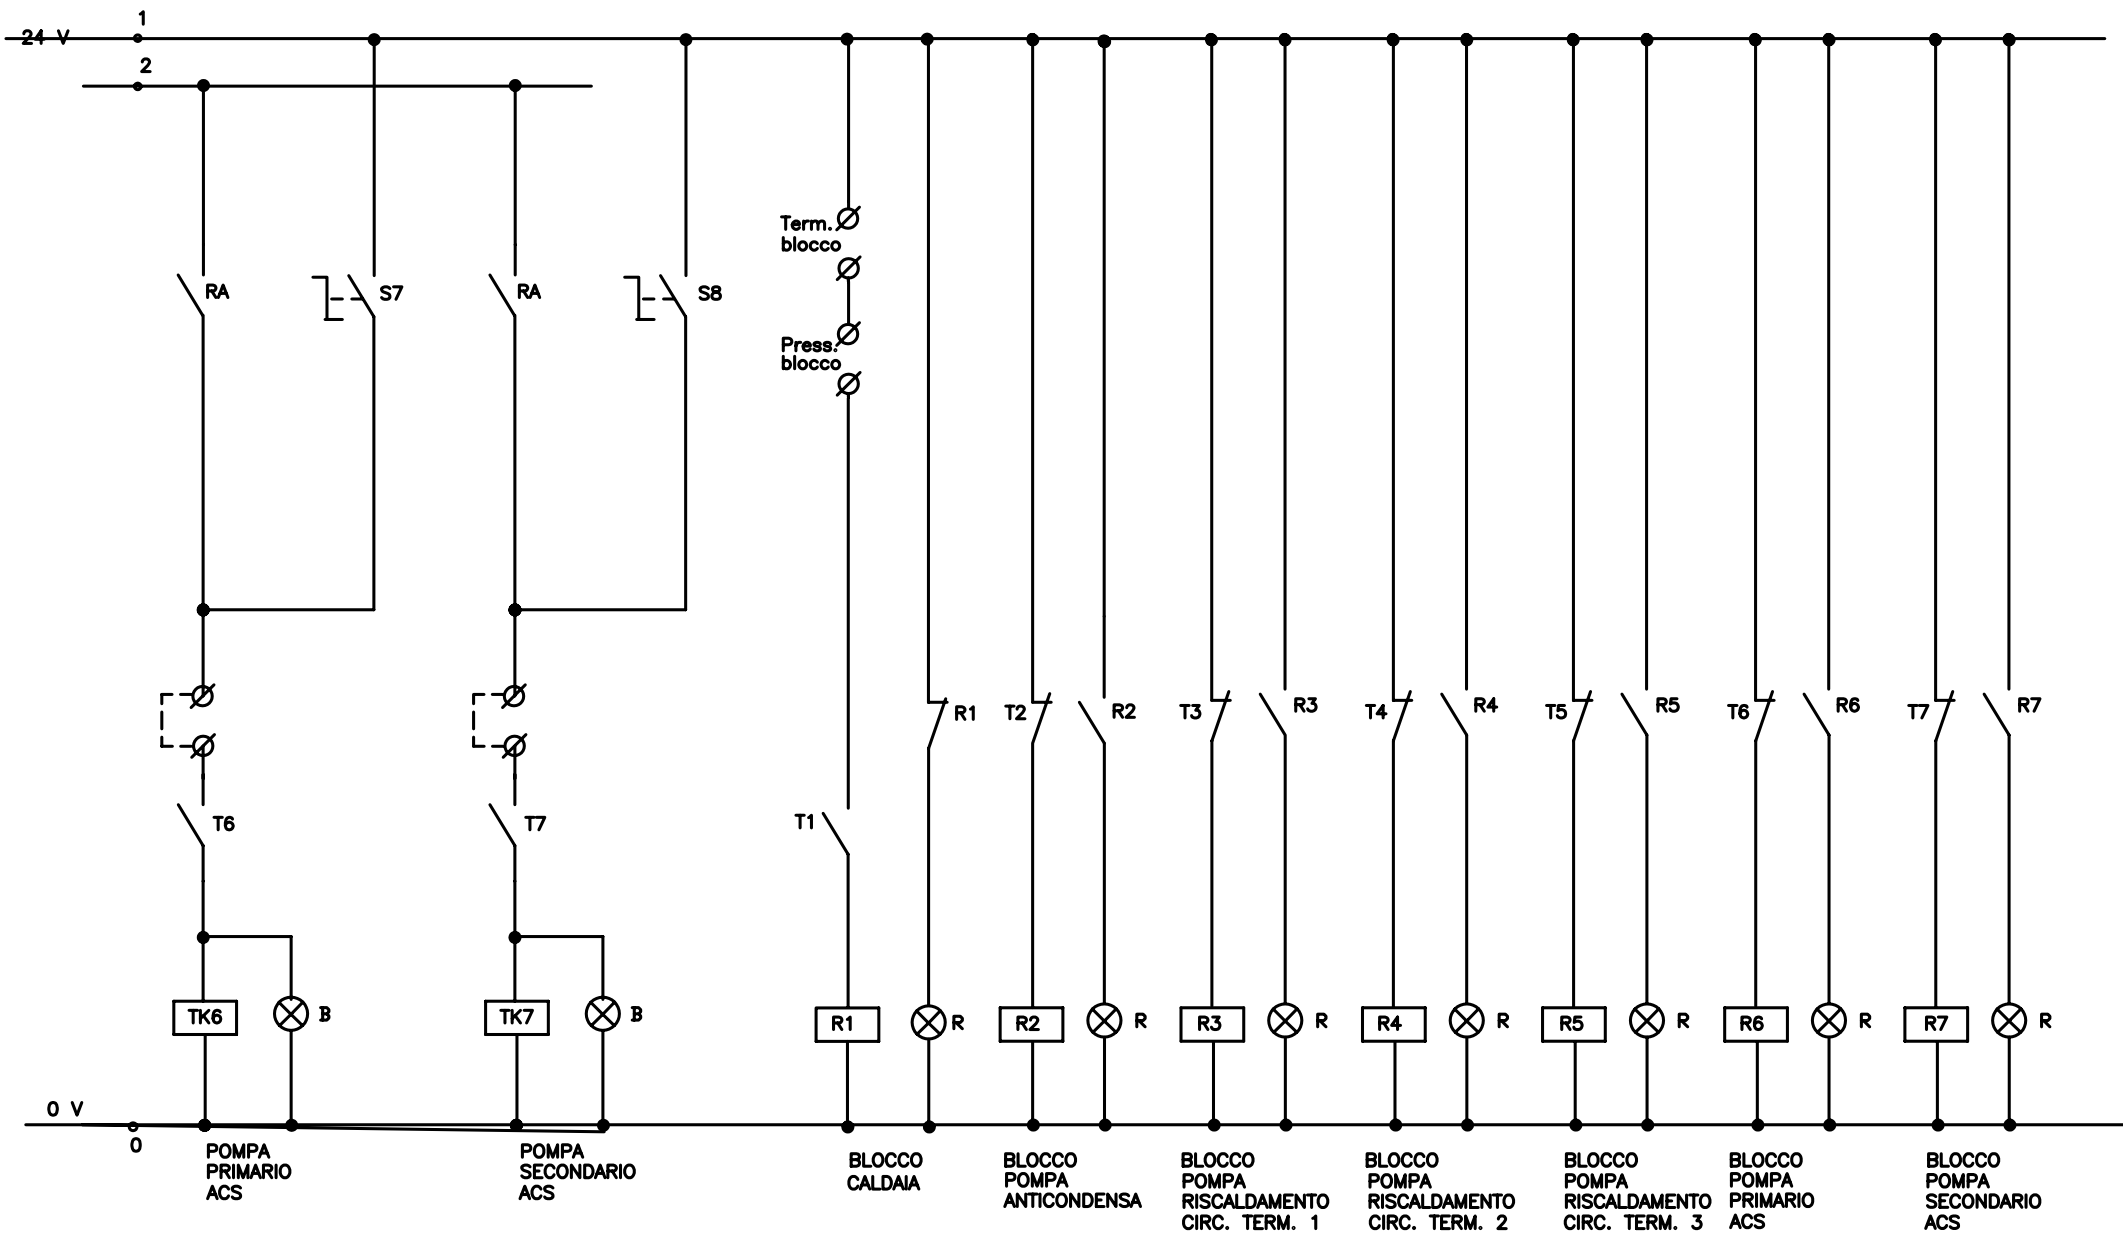 1
24 V
2
RA
S7
RA
S8
Term.
blocco
Press.
blocco
T6
T7
T1
R1
T2
R2
T3
R3
T4
R4
T5
R5
T6
R6
T7
R7
TK6
B
TK7
B
R1
R
R2
R
R3
R
R4
R
R5
R
R6
R
R7
R
0 V
0
POMPA
PRIMARIO
ACS
POMPA
SECONDARIO
ACS
BLOCCO
CALDAIA
BLOCCO
POMPA
ANTICONDENSA
BLOCCO
POMPA
RISCALDAMENTO
CIRC. TERM. 1
BLOCCO
POMPA
RISCALDAMENTO
CIRC. TERM. 2
BLOCCO
POMPA
RISCALDAMENTO
CIRC. TERM. 3
BLOCCO
POMPA
PRIMARIO
ACS
BLOCCO
POMPA
SECONDARIO
ACS